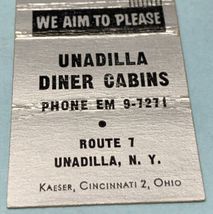 WE AIM TO PLEASE
UNADILLA
DINER CABINS
PHONE EM 9-7271
ROUTE 7
UNADILLA, N. Y.
KAESER, CINCINNATI 2, OHIO